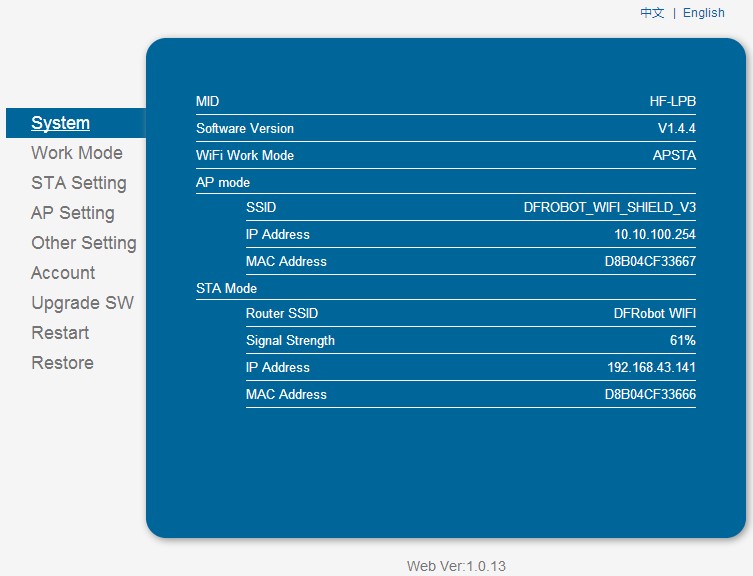 中文 | English
System
Work Mode
STA Setting
AP Setting
Other Setting
Account
Upgrade SW
Restart
Restore
MID HF-LPB
Software Version V1.4.4
WiFi Work Mode APSTA
AP mode
SSID DFROBOT_WIFI_SHIELD_V3
IP Address 10.10.100.254
MAC Address D8B04CF33667
STA Mode
Router SSID DFRobot WIFI
Signal Strength 61%
IP Address 192.168.43.141
MAC Address D8B04CF33666
Web Ver:1.0.13